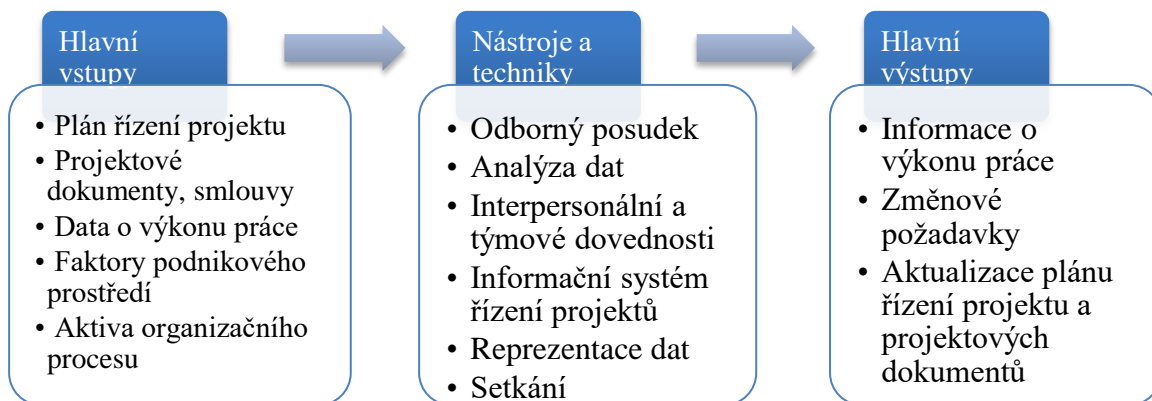 Hlavní
vstupy
• Plán řízení projektu
• Projektové
dokumenty, smlouvy
• Data o výkonu práce
• Faktory podnikového
prostředí
• Aktiva organizačního
procesu
Nástroje a
techniky
• Odborný posudek
• Analýza dat
• Interpersonální a
týmové dovednosti
• Informační systém
řízení projektů
• Reprezentace dat
• Setkání
Hlavní
výstupy
• Informace o
výkonu práce
• Změnové
požadavky
• Aktualizace plánu
řízení projektu a
projektových
dokumentů